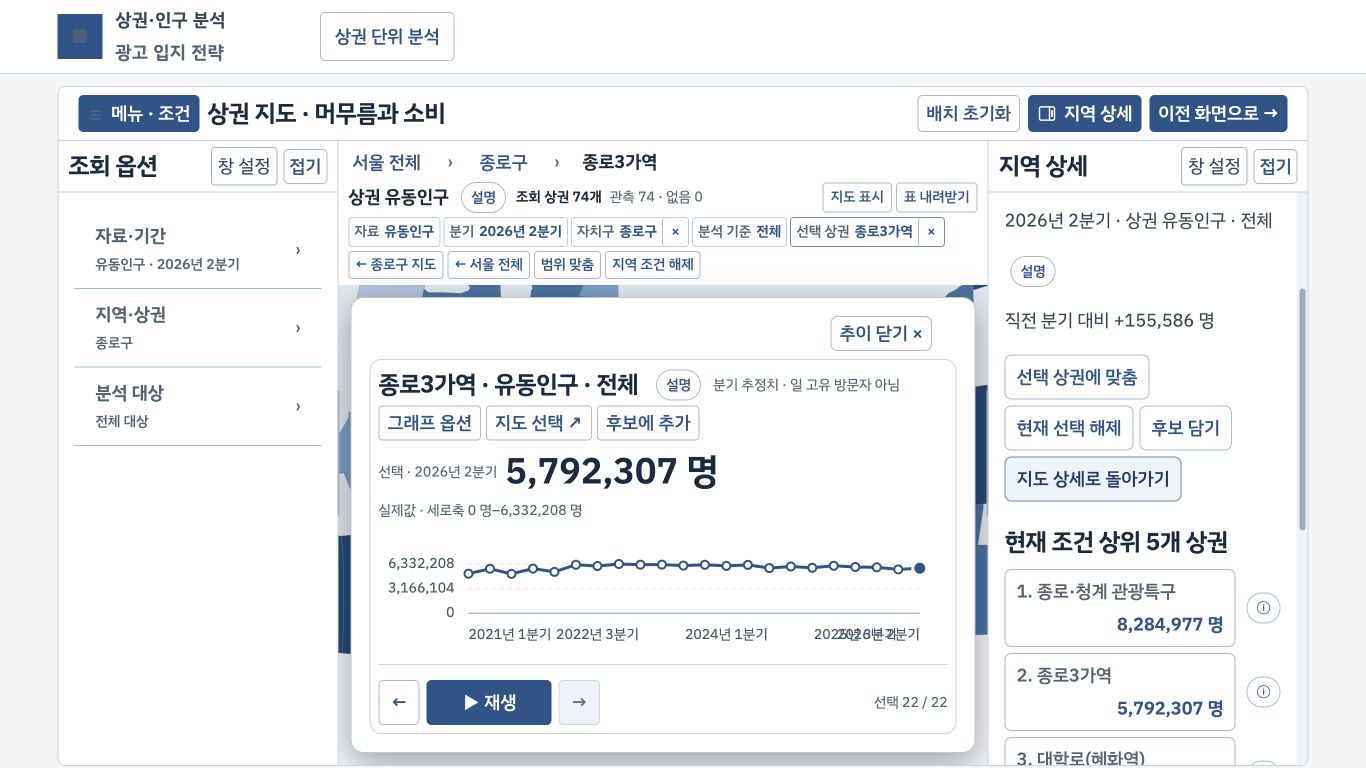 상권·인구 분석
광고 입지 전략
상권 단위 분석
≡ 메뉴 · 조건
상권 지도 · 머무름과 소비
배치 초기화
지역 상세
이전 화면으로 →
조회 옵션
창 설정
접기
자료·기간
유동인구 · 2026년 2분기
›
지역·상권
종로구
›
분석 대상
전체 대상
›
서울 전체 › 종로구 › 종로3가역
상권 유동인구 설명 조회 상권 74개 관측 74 · 없음 0
지도 표시
표 내려받기
자료 유동인구 분기 2026년 2분기 자치구 종로구 × 분석 기준 전체 선택 상권 종로3가역 ×
← 종로구 지도 ← 서울 전체 범위 맞춤 지역 조건 해제
추이 닫기 ×
종로3가역 · 유동인구 · 전체 설명 분기 추정치 · 일 고유 방문자 아님
그래프 옵션 지도 선택 ↗ 후보에 추가
선택 · 2026년 2분기 5,792,307 명
실제값 · 세로축 0 명–6,332,208 명
6,332,208
3,166,104
0
2021년 1분기 2022년 3분기 2024년 1분기
← ▶ 재생 → 선택 22 / 22
지역 상세
창 설정
접기
2026년 2분기 · 상권 유동인구 · 전체
설명
직전 분기 대비 +155,586 명
선택 상권에 맞춤
현재 선택 해제 후보 담기
지도 상세로 돌아가기
현재 조건 상위 5개 상권
1. 종로·청계 관광특구
8,284,977 명
ⓘ
2. 종로3가역
5,792,307 명
ⓘ
3. 대학로(혜화역)